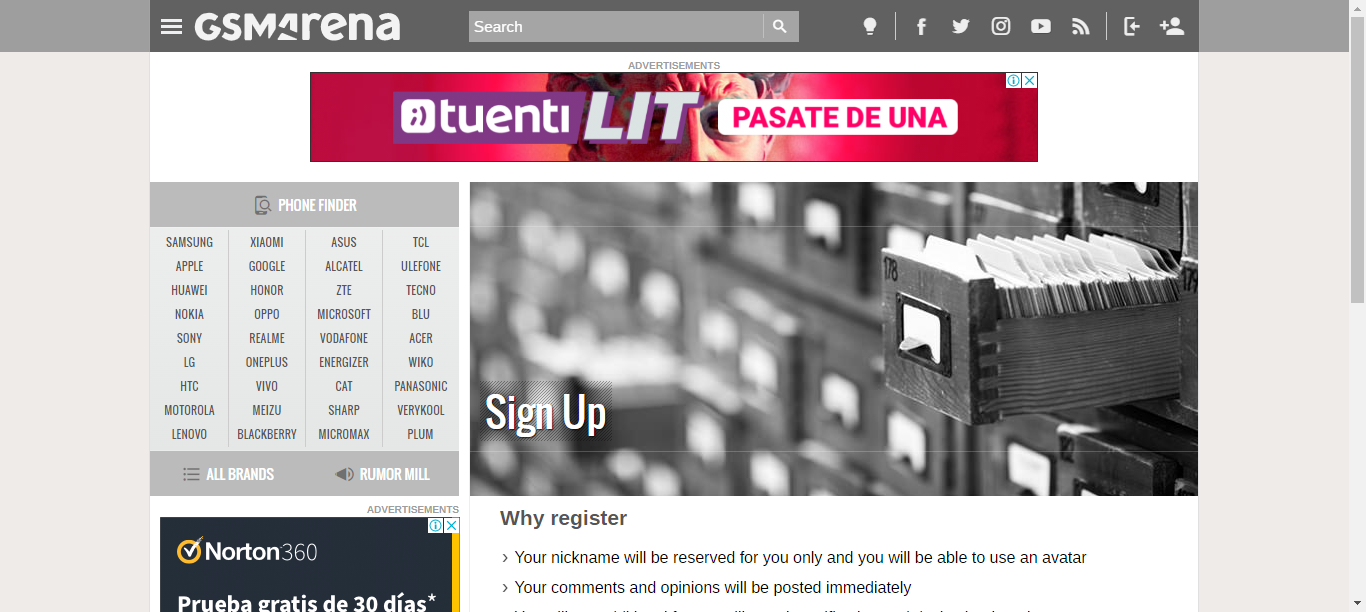 GSMArena
Search
ADVERTISEMENTS
tuenti LIT PASATE DE UNA
PHONE FINDER
SAMSUNG XIAOMI ASUS TCL
APPLE GOOGLE ALCATEL ULEFONE
HUAWEI HONOR ZTE TECNO
NOKIA OPPO MICROSOFT BLU
SONY REALME VODAFONE ACER
LG ONEPLUS ENERGIZER WIKO
HTC VIVO CAT PANASONIC
MOTOROLA MEIZU SHARP VERYKOOL
LENOVO BLACKBERRY MICROMAX PLUM
ALL BRANDS RUMOR MILL
ADVERTISEMENTS
Norton360
Prueba gratis de 30 días*
178
Sign Up
Why register
Your nickname will be reserved for you only and you will be able to use an avatar
Your comments and opinions will be posted immediately